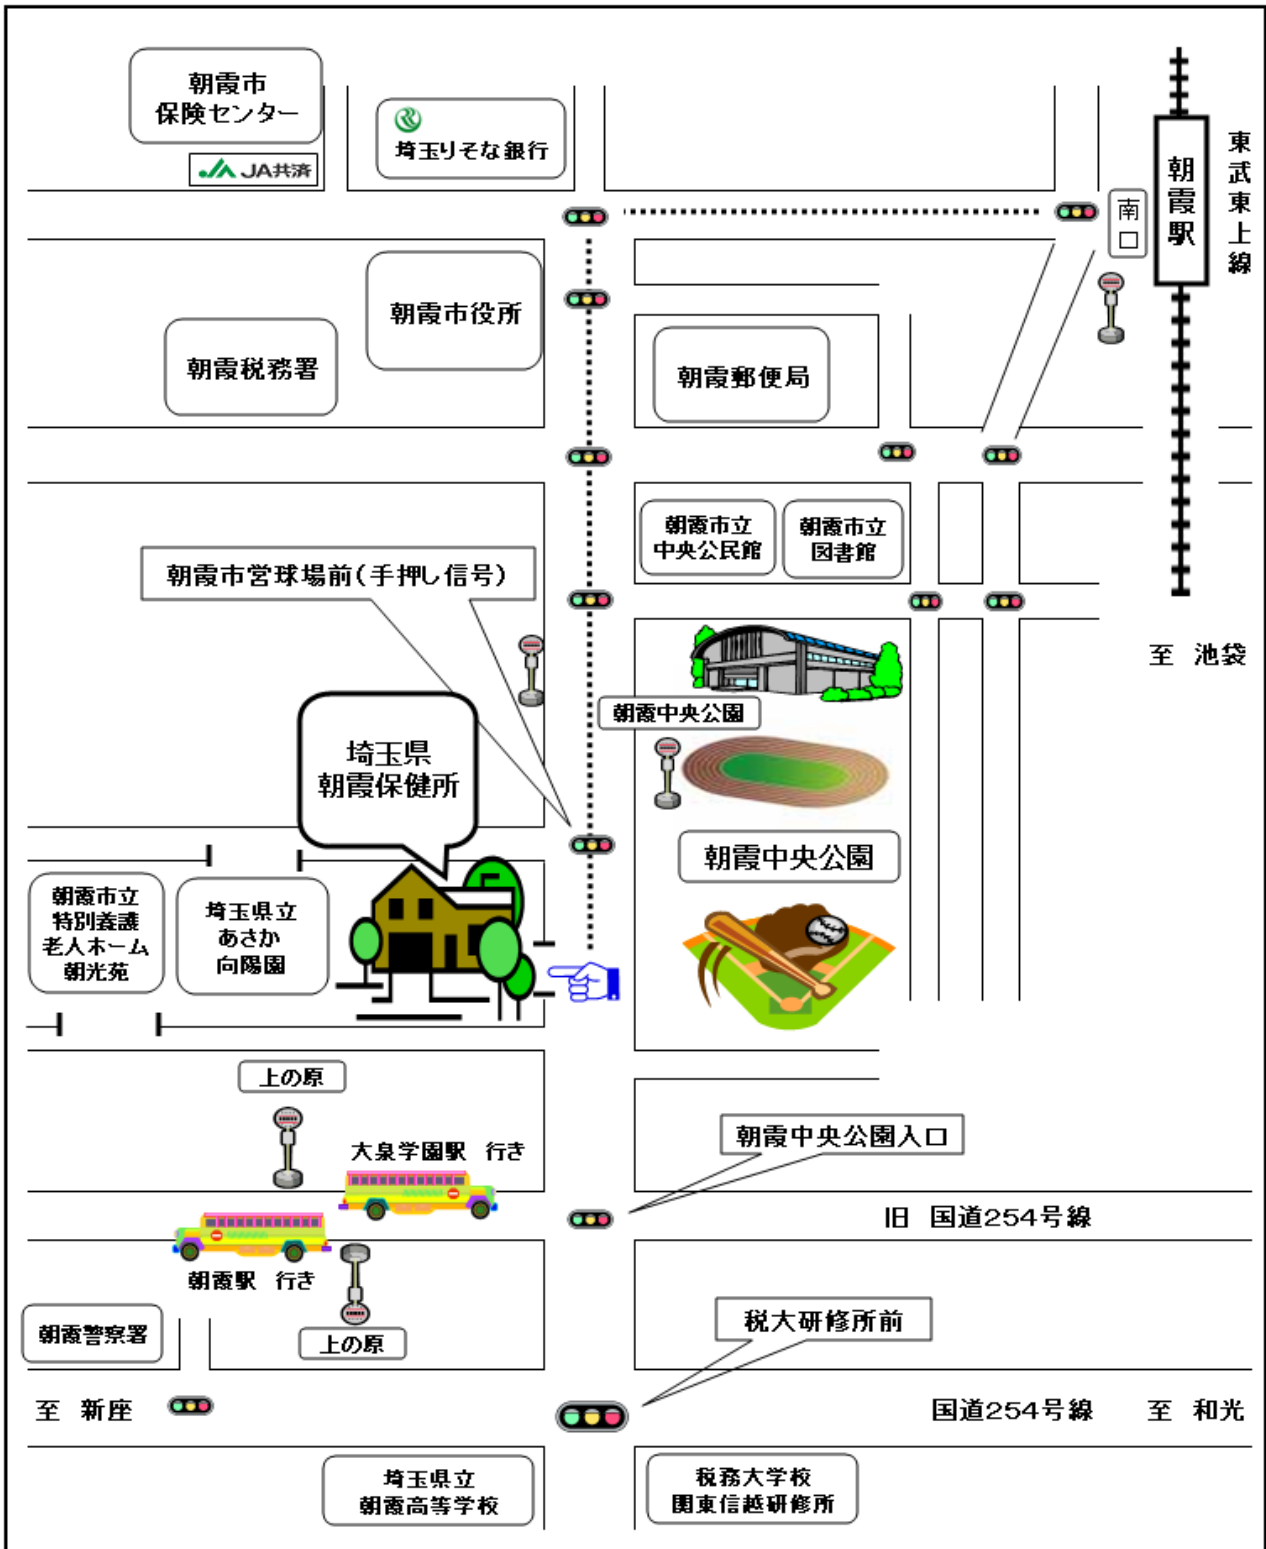 朝霞市
保険センター
JA共済
埼玉りそな銀行
朝霞駅
東武東上線
南口
朝霞市役所
朝霞税務署
朝霞郵便局
朝霞市立
中央公民館
朝霞市立
図書館
朝霞市営球場前(手押し信号)
至 池袋
朝霞中央公園
埼玉県
朝霞保健所
朝霞中央公園
朝霞市立
特別養護
老人ホーム
朝光苑
埼玉県立
あさか
向陽園
上の原
大泉学園駅 行き
朝霞中央公園入口
旧 国道254号線
朝霞駅 行き
税大研修所前
朝霞警察署
上の原
至 新座
国道254号線 至 和光
埼玉県立
朝霞高等学校
税務大学校
関東信越研修所